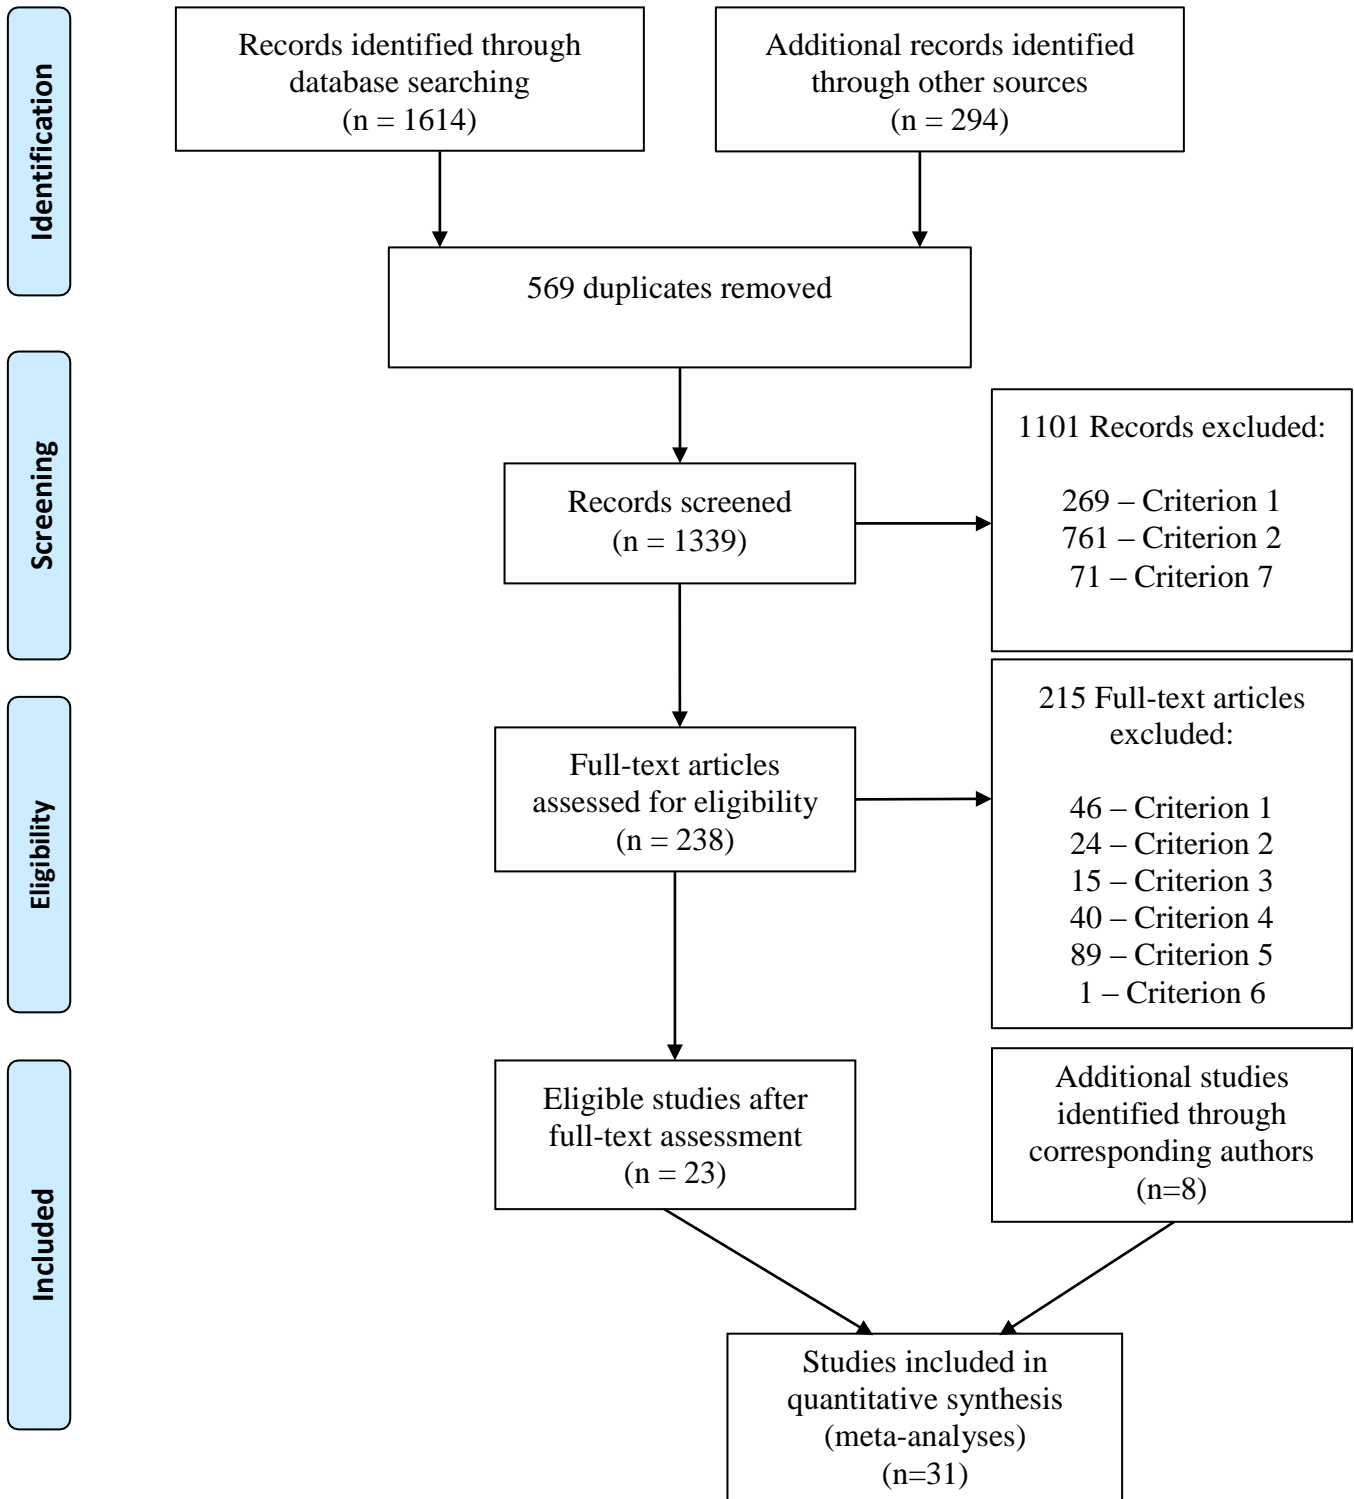 Identification
Records identified through
database searching
(n = 1614)
Additional records identified
through other sources
(n = 294)
569 duplicates removed
Screening
Records screened
(n = 1339)
1101 Records excluded:
269 – Criterion 1
761 – Criterion 2
71 – Criterion 7
Eligibility
Full-text articles
assessed for eligibility
(n = 238)
215 Full-text articles
excluded:
46 – Criterion 1
24 – Criterion 2
15 – Criterion 3
40 – Criterion 4
89 – Criterion 5
1 – Criterion 6
Included
Eligible studies after
full-text assessment
(n = 23)
Additional studies
identified through
corresponding authors
(n=8)
Studies included in
quantitative synthesis
(meta-analyses)
(n=31)